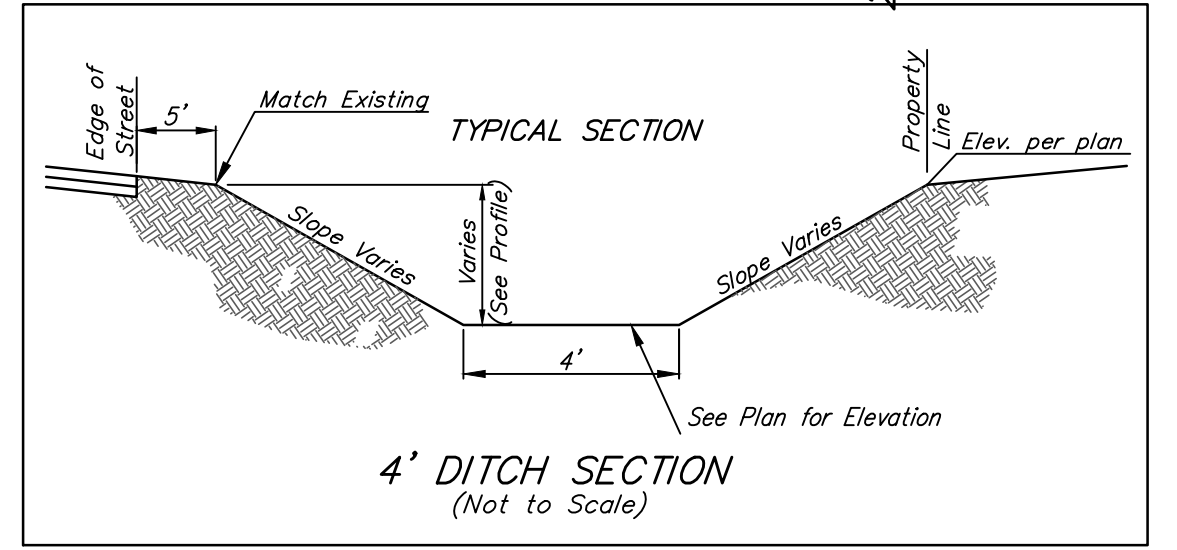 Edge of
Street
5'
Match Existing
TYPICAL SECTION
Property
Line
Elev. per plan
Slope Varies
Varies
(See Profile)
Slope Varies
4'
See Plan for Elevation
4' DITCH SECTION
(Not to Scale)